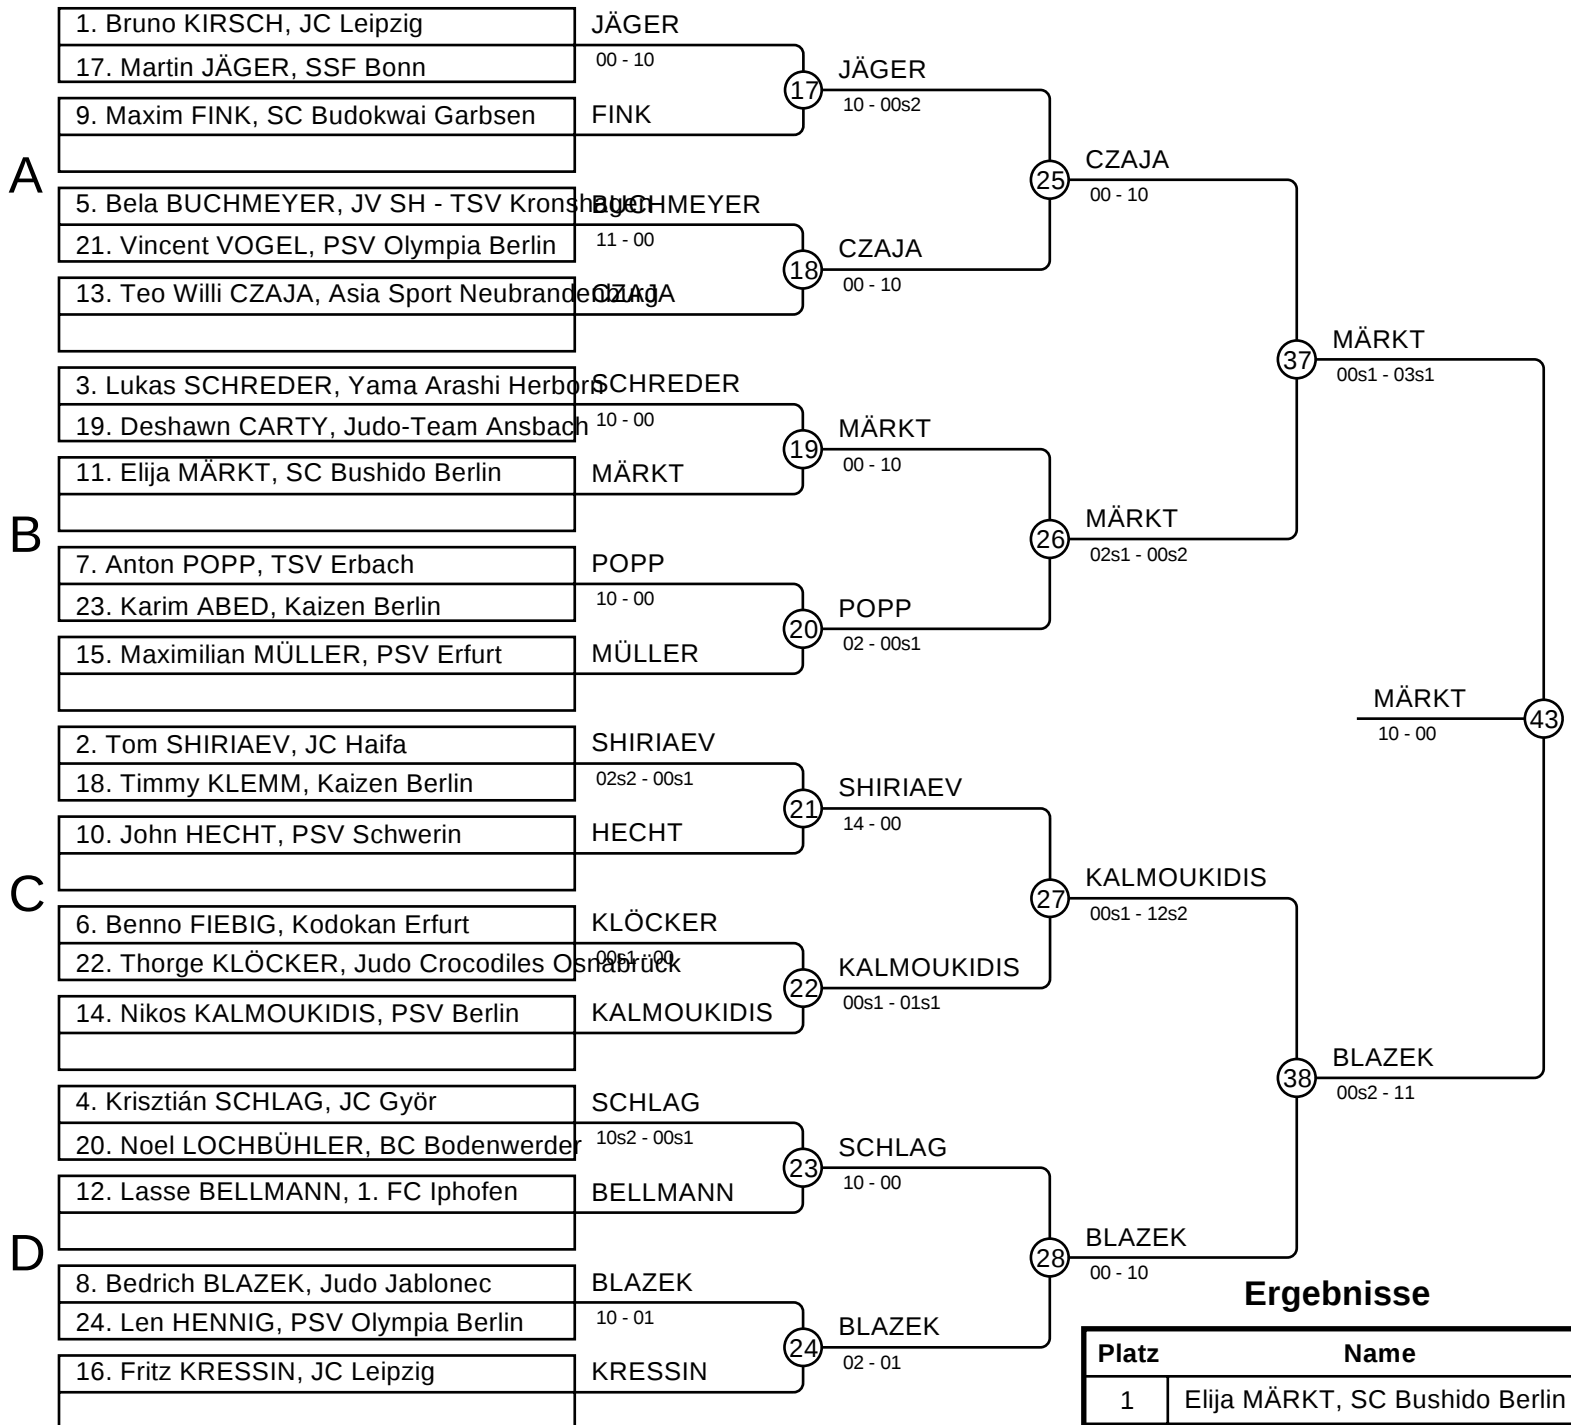 1. Bruno KIRSCH, JC Leipzig
17. Martin JÄGER, SSF Bonn
9. Maxim FINK, SC Budokwai Garbsen
A
5. Bela BUCHMEYER, JV SH - TSV Kronshagen
21. Vincent VOGEL, PSV Olympia Berlin
13. Teo Willi CZAJA, Asia Sport Neubrandenburg
3. Lukas SCHREDER, Yama Arashi Herborn
19. Deshawn CARTY, Judo-Team Ansbach
11. Elija MÄRKT, SC Bushido Berlin
B
7. Anton POPP, TSV Erbach
23. Karim ABED, Kaizen Berlin
15. Maximilian MÜLLER, PSV Erfurt
2. Tom SHIRIAEV, JC Haifa
18. Timmy KLEMM, Kaizen Berlin
10. John HECHT, PSV Schwerin
C
6. Benno FIEBIG, Kodokan Erfurt
22. Thorge KLÖCKER, Judo Crocodiles Osnabrück
14. Nikos KALMOUKIDIS, PSV Berlin
4. Krisztián SCHLAG, JC Györ
20. Noel LOCHBÜHLER, BC Bodenwerder
12. Lasse BELLMANN, 1. FC Iphofen
D
8. Bedrich BLAZEK, Judo Jablonec
24. Len HENNIG, PSV Olympia Berlin
16. Fritz KRESSIN, JC Leipzig
JÄGER
00 - 10
FINK
BUCHMEYER
11 - 00
CZAJA
SCHREDER
10 - 00
MÄRKT
POPP
10 - 00
MÜLLER
SHIRIAEV
02s2 - 00s1
HECHT
KLÖCKER
00s1 - 00
KALMOUKIDIS
SCHLAG
10s2 - 00s1
BELLMANN
BLAZEK
10 - 01
KRESSIN
17
JÄGER
10 - 00s2
18
CZAJA
00 - 10
19
MÄRKT
00 - 10
20
POPP
02 - 00s1
21
SHIRIAEV
14 - 00
22
KALMOUKIDIS
00s1 - 01s1
23
SCHLAG
10 - 00
24
BLAZEK
02 - 01
25
CZAJA
00 - 10
26
MÄRKT
02s1 - 00s2
27
KALMOUKIDIS
00s1 - 12s2
28
BLAZEK
00 - 10
37
MÄRKT
00s1 - 03s1
38
BLAZEK
00s2 - 11
MÄRKT
43
10 - 00
Ergebnisse
Platz Name
1 Elija MÄRKT, SC Bushido Berlin